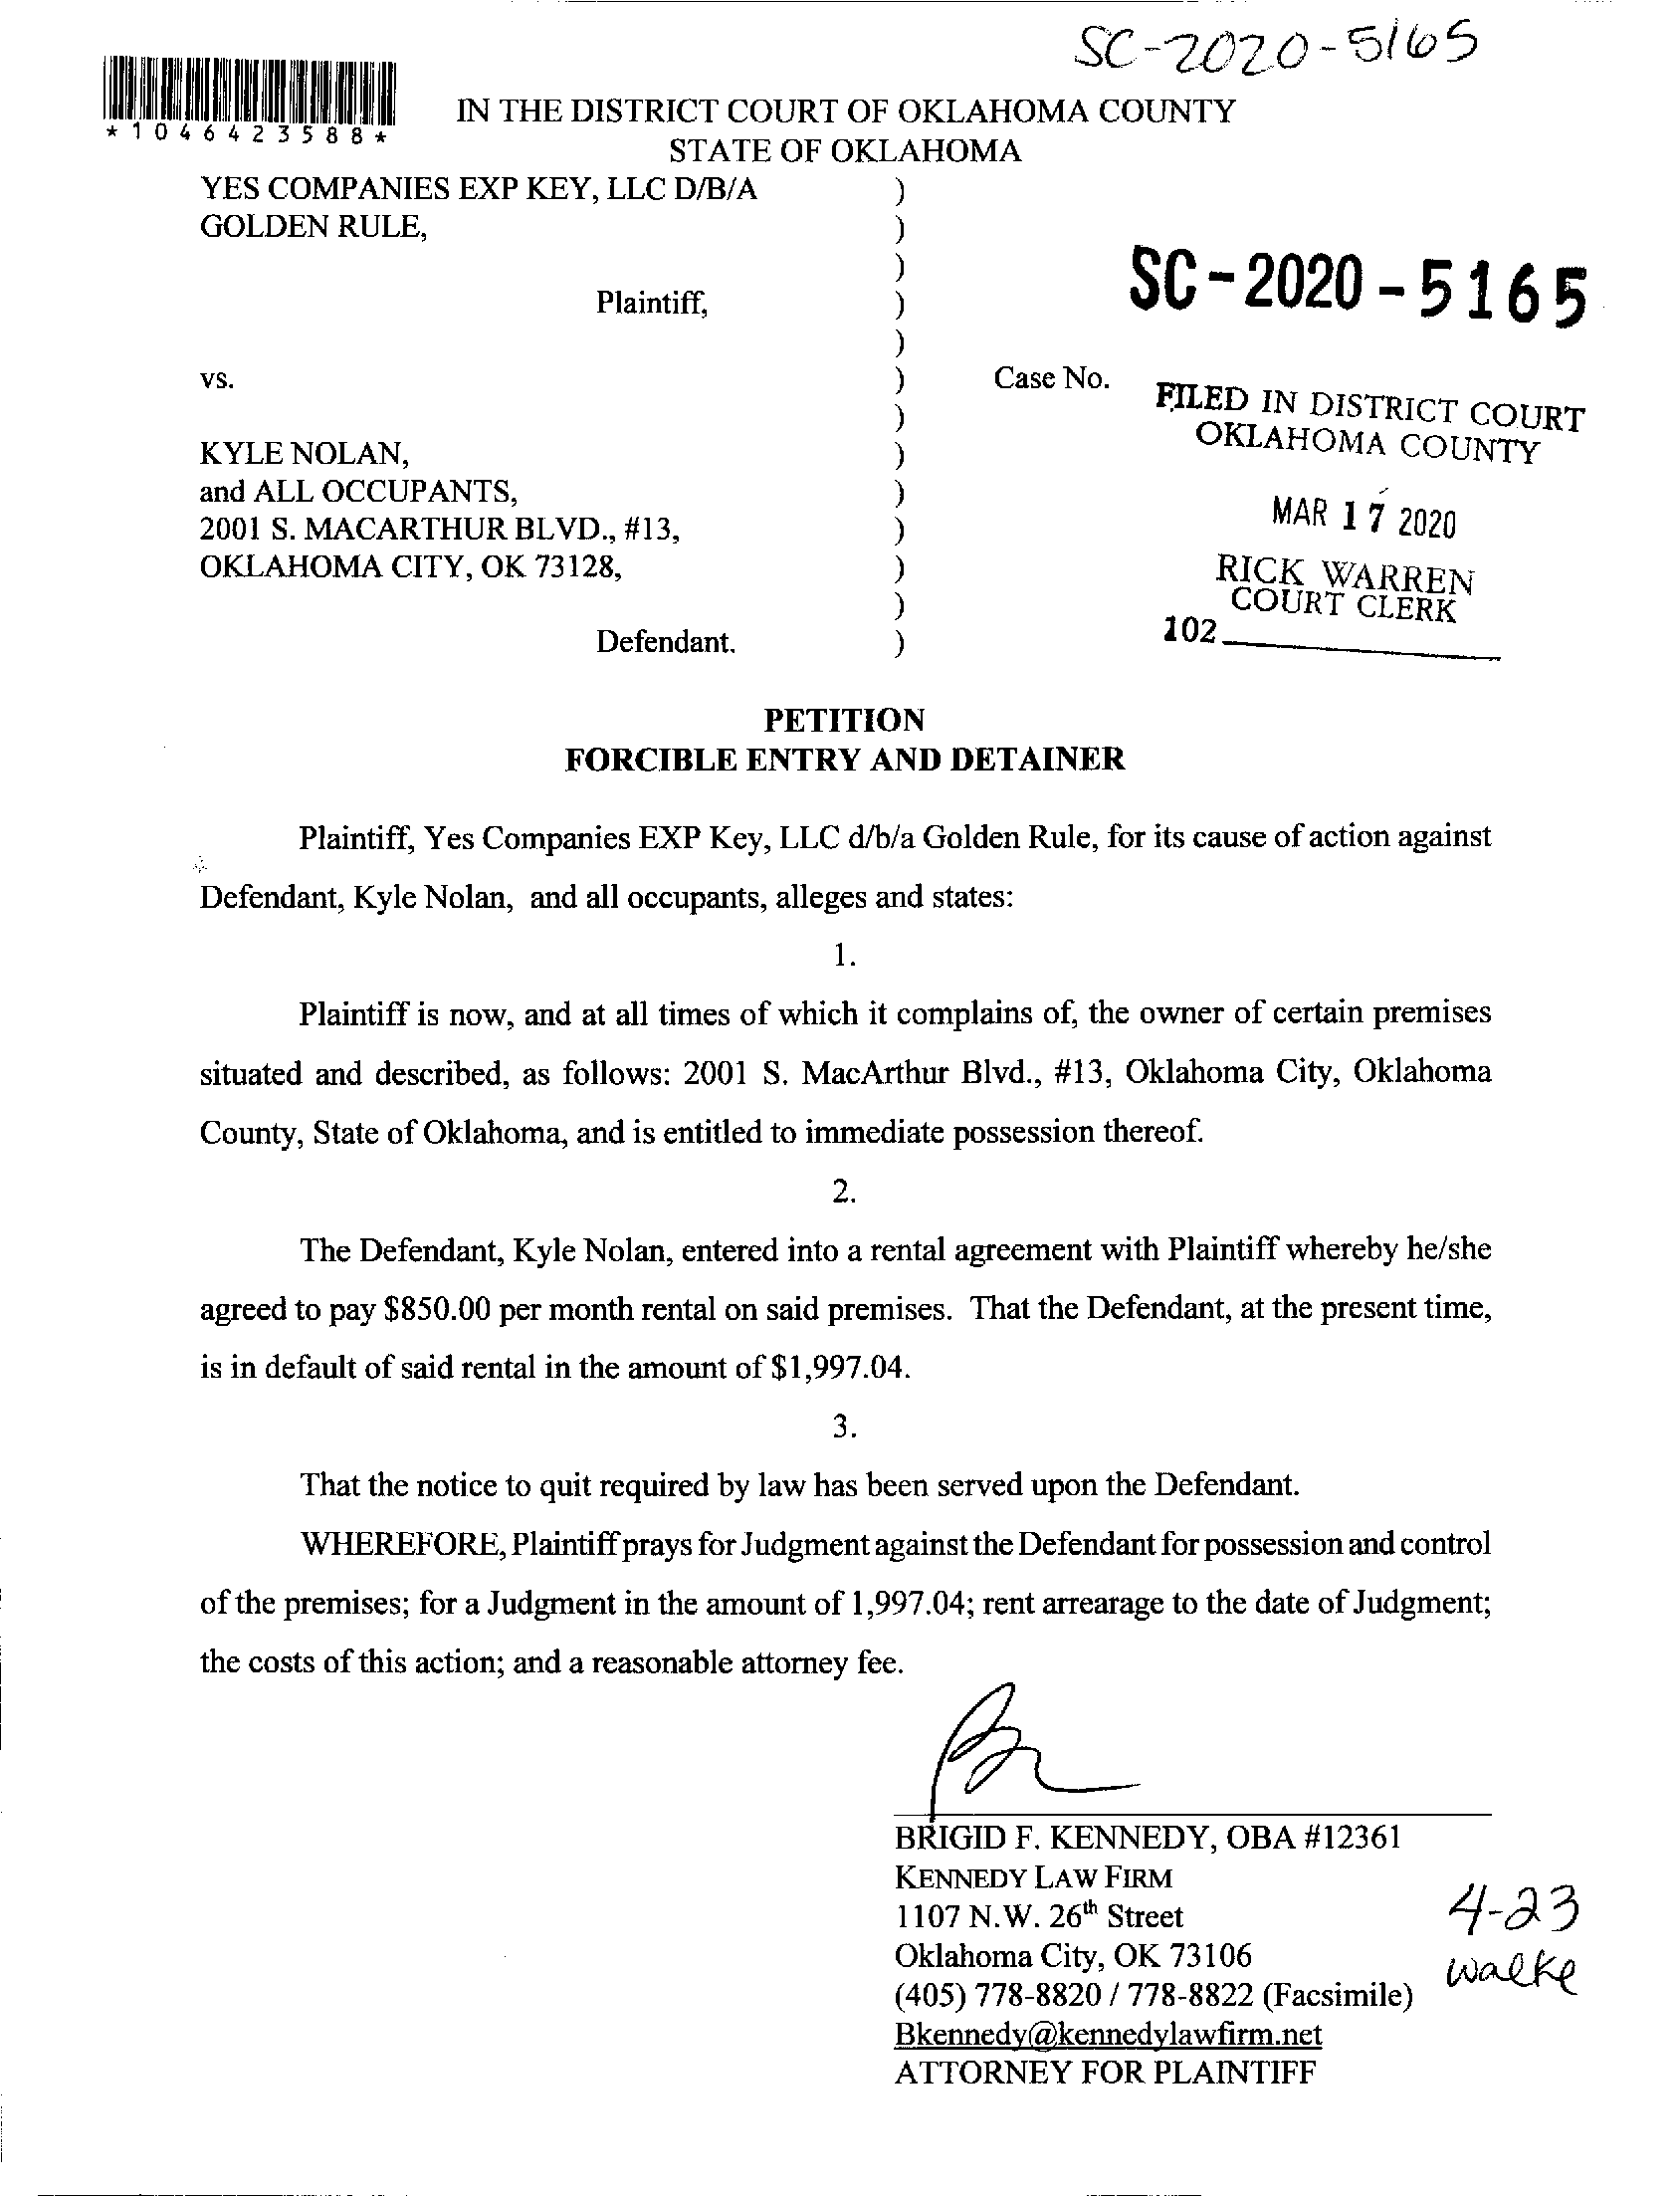 SC-2020-5165
*1046423588*
IN THE DISTRICT COURT OF OKLAHOMA COUNTY
STATE OF OKLAHOMA
YES COMPANIES EXP KEY, LLC D/B/A )
GOLDEN RULE, )
)
SC-2020-5165
Plaintiff, )
)
vs. ) Case No.
FILED IN DISTRICT COURT
)
OKLAHOMA COUNTY
KYLE NOLAN, )
and ALL OCCUPANTS, )
MAR 17 2020
2001 S. MACARTHUR BLVD., #13, )
OKLAHOMA CITY, OK 73128, )
RICK WARREN
COURT CLERK
)
102
Defendant. )
PETITION
FORCIBLE ENTRY AND DETAINER
Plaintiff, Yes Companies EXP Key, LLC d/b/a Golden Rule, for its cause of action against
Defendant, Kyle Nolan, and all occupants, alleges and states:
1.
Plaintiff is now, and at all times of which it complains of, the owner of certain premises
situated and described, as follows: 2001 S. MacArthur Blvd., #13, Oklahoma City, Oklahoma
County, State of Oklahoma, and is entitled to immediate possession thereof.
2.
The Defendant, Kyle Nolan, entered into a rental agreement with Plaintiff whereby he/she
agreed to pay $850.00 per month rental on said premises. That the Defendant, at the present time,
is in default of said rental in the amount of $1,997.04.
3.
That the notice to quit required by law has been served upon the Defendant.
WHEREFORE, Plaintiff prays for Judgment against the Defendant for possession and control
of the premises; for a Judgment in the amount of 1,997.04; rent arrearage to the date of Judgment;
the costs of this action; and a reasonable attorney fee.
BRIGID F. KENNEDY, OBA #12361
KENNEDY LAW FIRM
1107 N.W. 26th Street
Oklahoma City, OK 73106
(405) 778-8820 / 778-8822 (Facsimile)
Bkennedy@kennedylawfirm.net
ATTORNEY FOR PLAINTIFF
4-23
walke